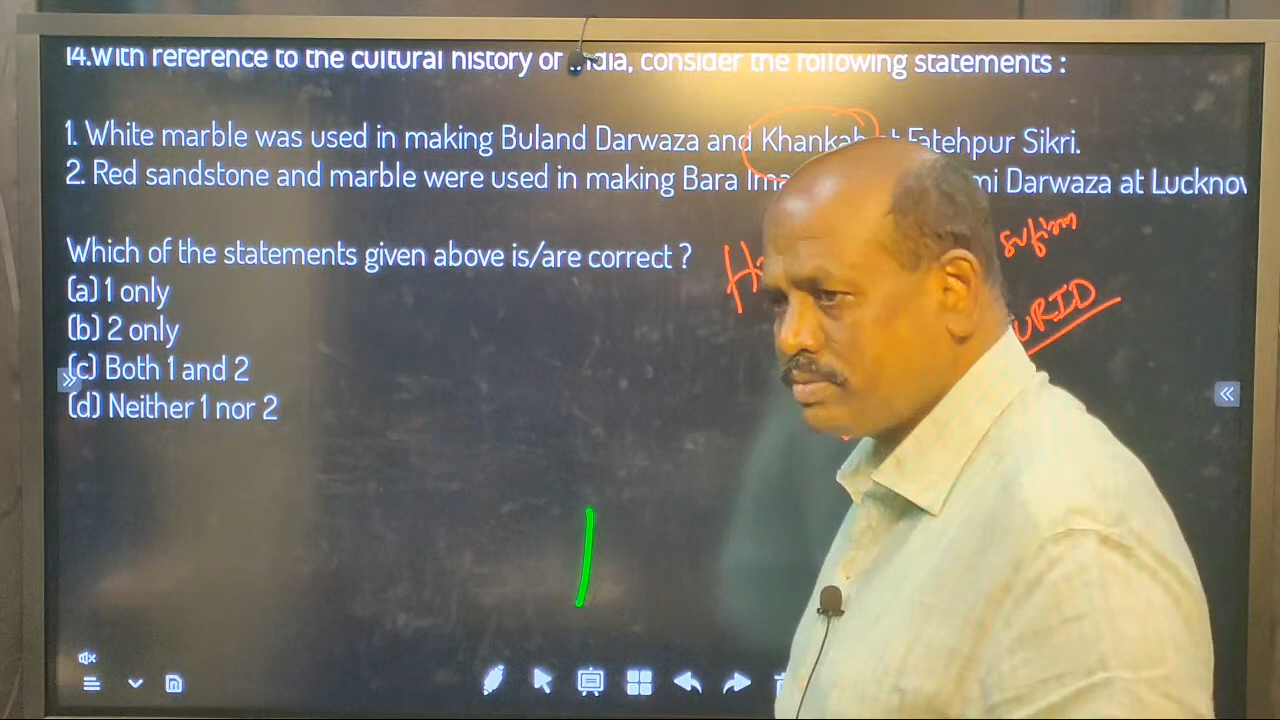 14.With reference to the cultural history of India, consider the following statements :
1. White marble was used in making Buland Darwaza and Khankah at Fatehpur Sikri.
2. Red sandstone and marble were used in making Bara Ima mi Darwaza at Lucknow
Which of the statements given above is/are correct ?
(a) 1 only
(b) 2 only
(c) Both 1 and 2
(d) Neither 1 nor 2
sufism
URID